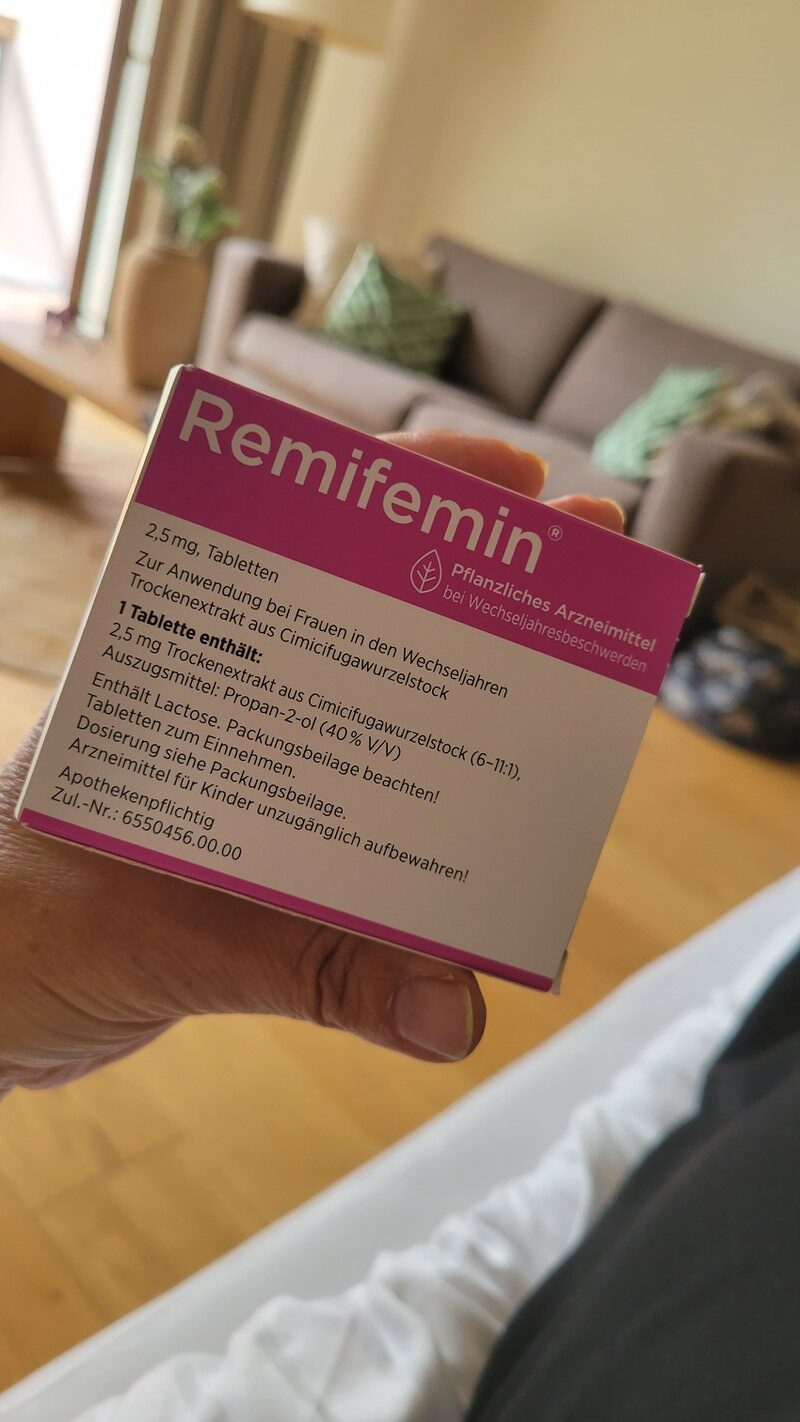 Remifemin®
Pflanzliches Arzneimittel
bei Wechseljahresbeschwerden
2,5 mg, Tabletten
Zur Anwendung bei Frauen in den Wechseljahren
Trockenextrakt aus Cimicifugawurzelstock
1 Tablette enthält:
2,5 mg Trockenextrakt aus Cimicifugawurzelstock (6–11:1),
Auszugsmittel: Propan-2-ol (40 % V/V)
Enthält Lactose. Packungsbeilage beachten!
Tabletten zum Einnehmen.
Dosierung siehe Packungsbeilage.
Arzneimittel für Kinder unzugänglich aufbewahren!
Apothekenpflichtig
Zul.-Nr.: 6550456.00.00